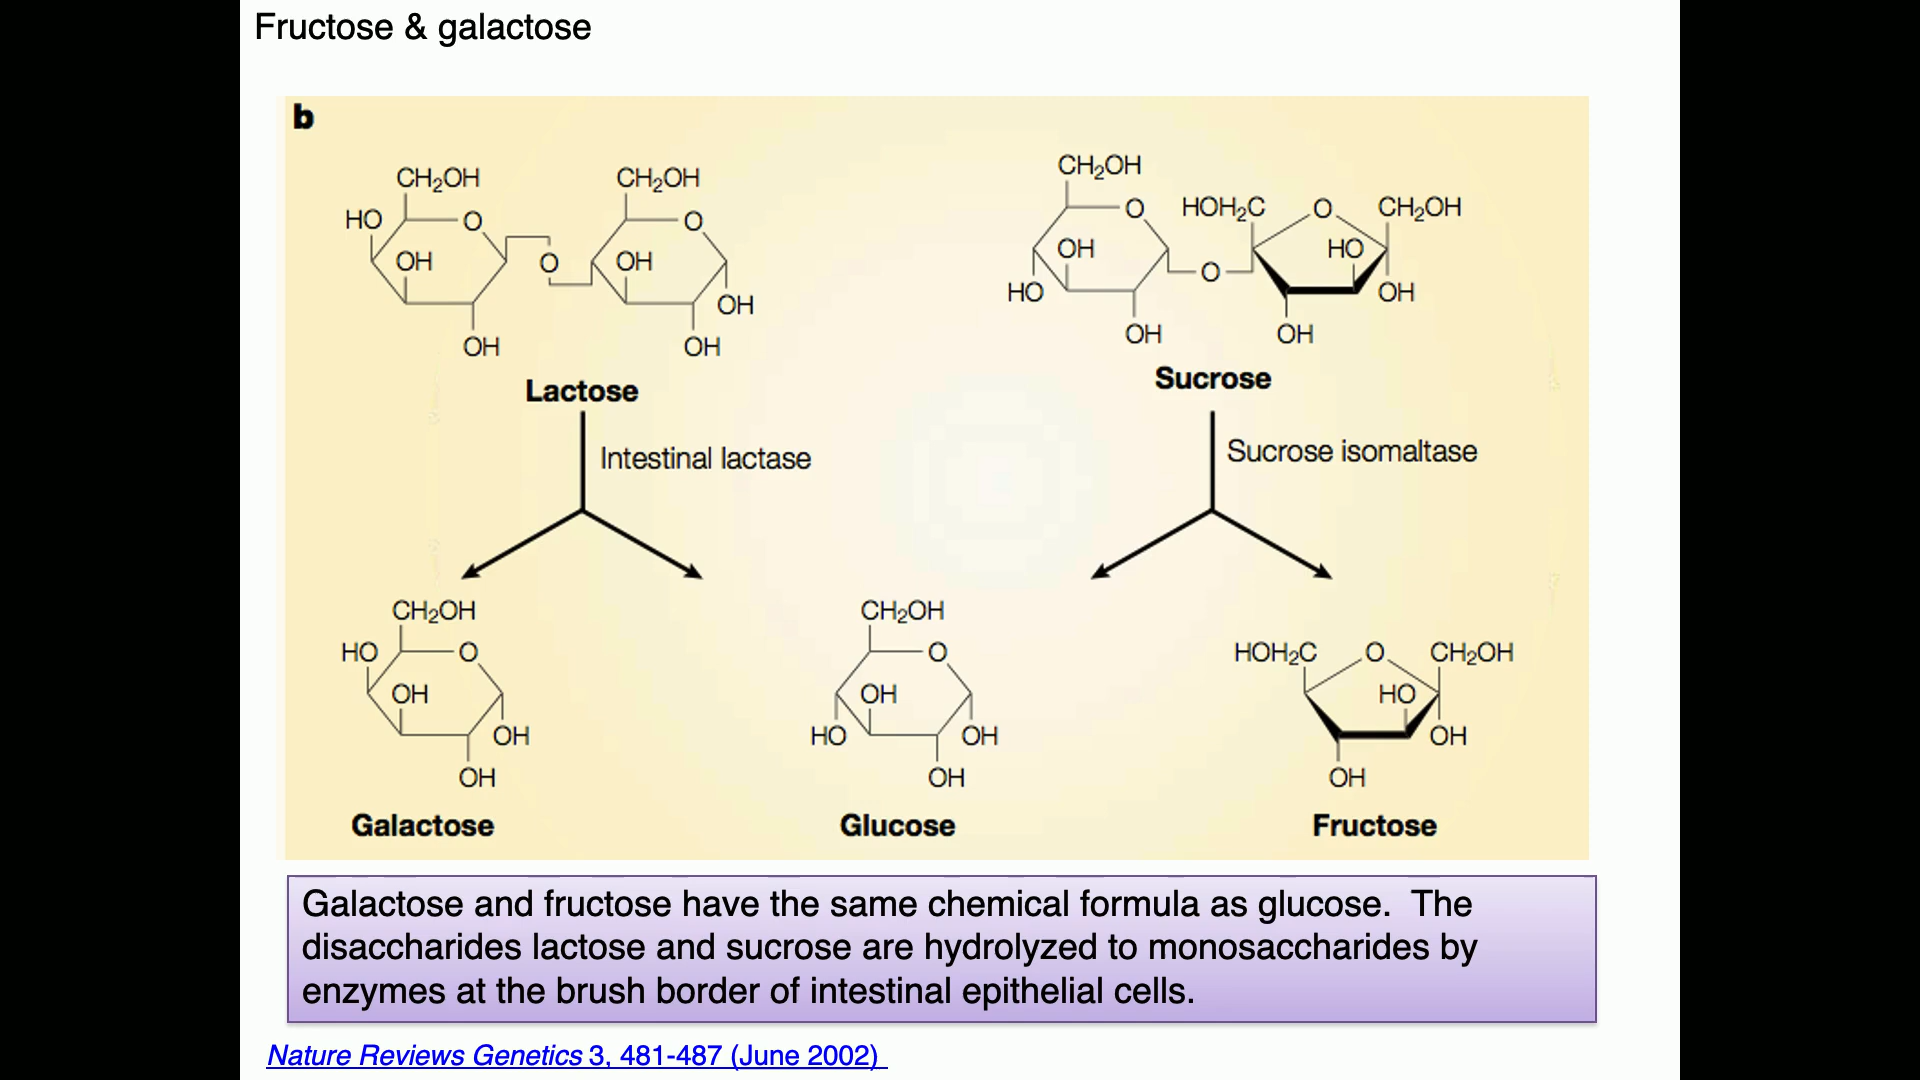 Fructose & galactose
b
CH₂OH CH₂OH
HO O O
OH O OH
OH
OH OH
Lactose
CH₂OH
O HOH₂C O CH₂OH
OH HO
O
HO OH
OH OH
Sucrose
Intestinal lactase
Sucrose isomaltase
CH₂OH
HO O
OH
OH
OH
Galactose
CH₂OH
O
OH
HO OH
OH
Glucose
HOH₂C O CH₂OH
HO
OH
OH
Fructose
Galactose and fructose have the same chemical formula as glucose. The
disaccharides lactose and sucrose are hydrolyzed to monosaccharides by
enzymes at the brush border of intestinal epithelial cells.
Nature Reviews Genetics 3, 481-487 (June 2002)